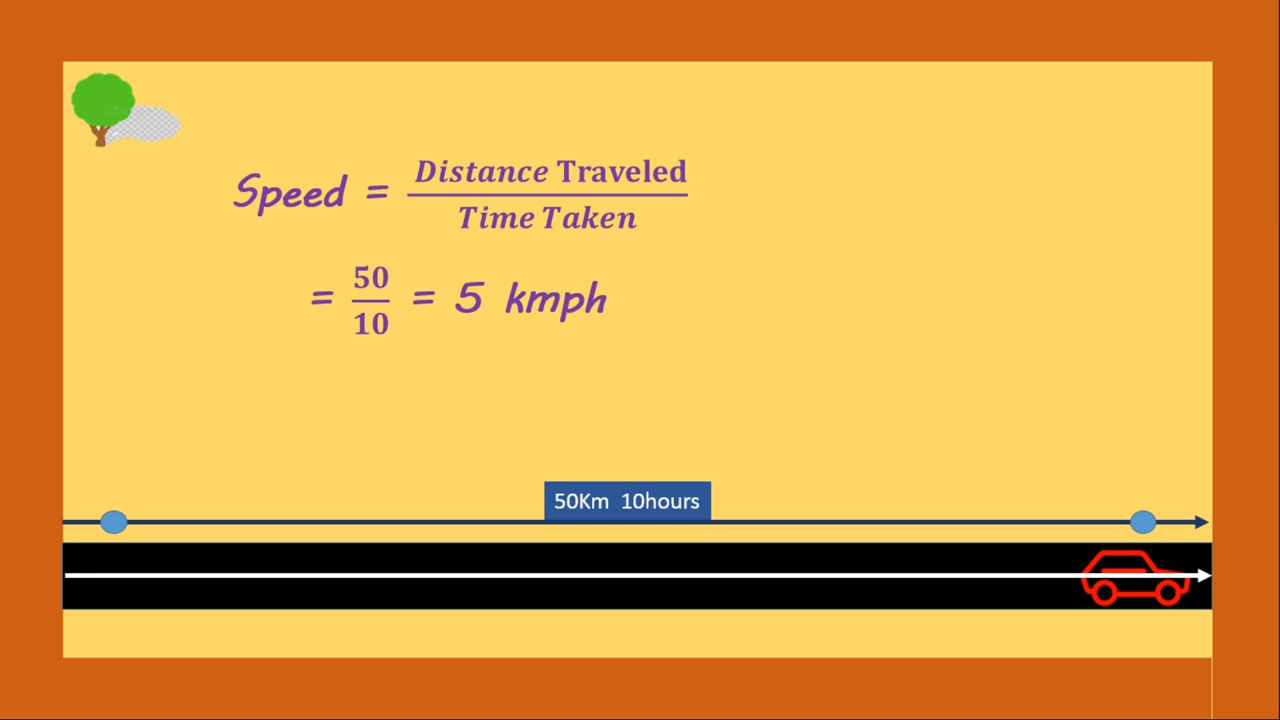 Speed = Distance Traveled / Time Taken
= 50 / 10 = 5 kmph
50Km 10hours